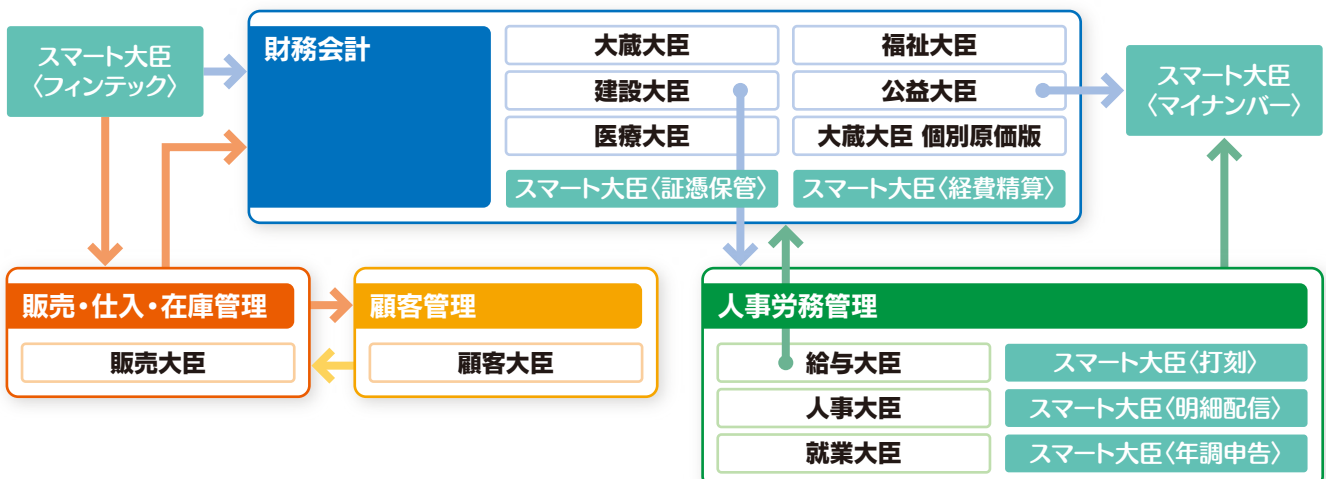 スマート大臣
〈フィンテック〉
財務会計
大蔵大臣
福祉大臣
建設大臣
公益大臣
医療大臣
大蔵大臣 個別原価版
スマート大臣〈証憑保管〉
スマート大臣〈経費精算〉
スマート大臣
〈マイナンバー〉
販売・仕入・在庫管理
販売大臣
顧客管理
顧客大臣
人事労務管理
給与大臣
スマート大臣〈打刻〉
人事大臣
スマート大臣〈明細配信〉
就業大臣
スマート大臣〈年調申告〉